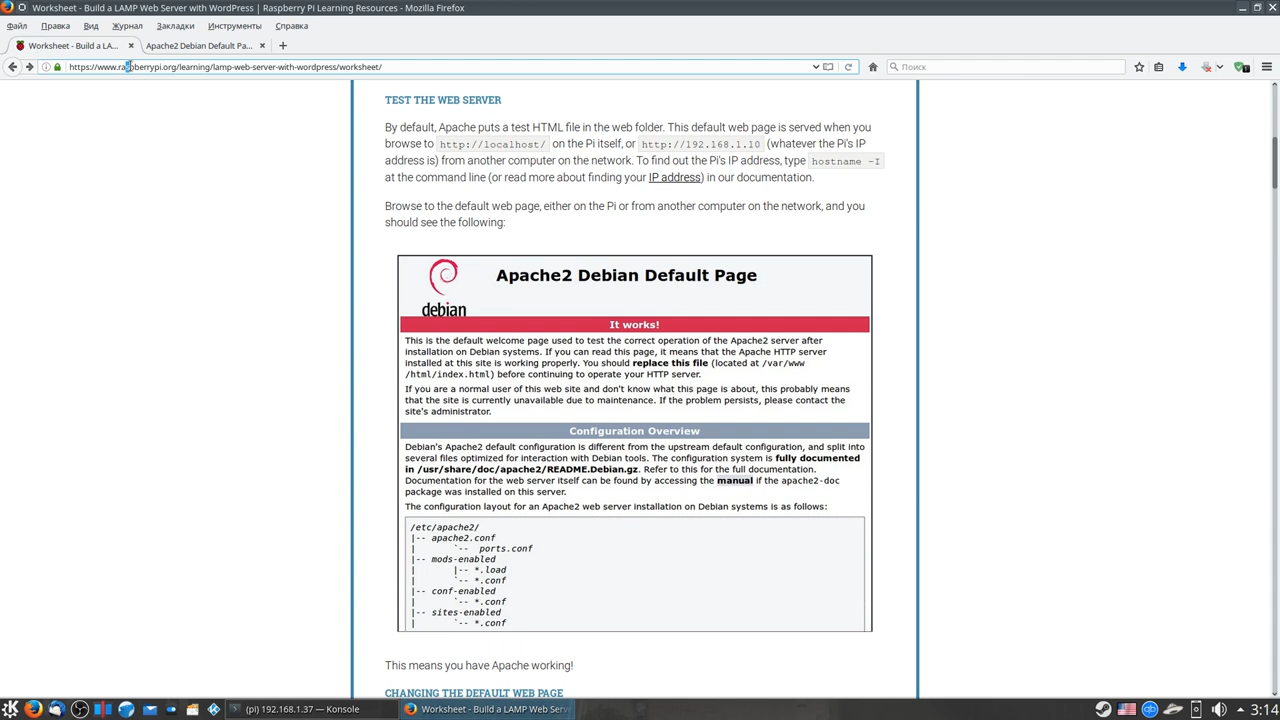 Worksheet - Build a LAMP Web Server with WordPress | Raspberry Pi Learning Resources - Mozilla Firefox
Файл Правка Вид Журнал Закладки Инструменты Справка
Worksheet - Build a LA... Apache2 Debian Default Pa...
https://www.raspberrypi.org/learning/lamp-web-server-with-wordpress/worksheet/ Поиск
TEST THE WEB SERVER
By default, Apache puts a test HTML file in the web folder. This default web page is served when you
browse to http://localhost/ on the Pi itself, or http://192.168.1.10 (whatever the Pi's IP
address is) from another computer on the network. To find out the Pi's IP address, type hostname -I
at the command line (or read more about finding your IP address) in our documentation.
Browse to the default web page, either on the Pi or from another computer on the network, and you
should see the following:
Apache2 Debian Default Page
debian
It works!
This is the default welcome page used to test the correct operation of the Apache2 server after
installation on Debian systems. If you can read this page, it means that the Apache HTTP server
installed at this site is working properly. You should replace this file (located at /var/www
/html/index.html) before continuing to operate your HTTP server.
If you are a normal user of this web site and don't know what this page is about, this probably means
that the site is currently unavailable due to maintenance. If the problem persists, please contact the
site's administrator.
Configuration Overview
Debian's Apache2 default configuration is different from the upstream default configuration, and split into
several files optimized for interaction with Debian tools. The configuration system is fully documented
in /usr/share/doc/apache2/README.Debian.gz. Refer to this for the full documentation.
Documentation for the web server itself can be found by accessing the manual if the apache2-doc
package was installed on this server.
The configuration layout for an Apache2 web server installation on Debian systems is as follows:
/etc/apache2/
|-- apache2.conf
| `-- ports.conf
|-- mods-enabled
| |-- *.load
| `-- *.conf
|-- conf-enabled
| `-- *.conf
|-- sites-enabled
| `-- *.conf
This means you have Apache working!
CHANGING THE DEFAULT WEB PAGE
(pi) 192.168.1.37 — Konsole Worksheet - Build a LAMP Web Serve 3:14